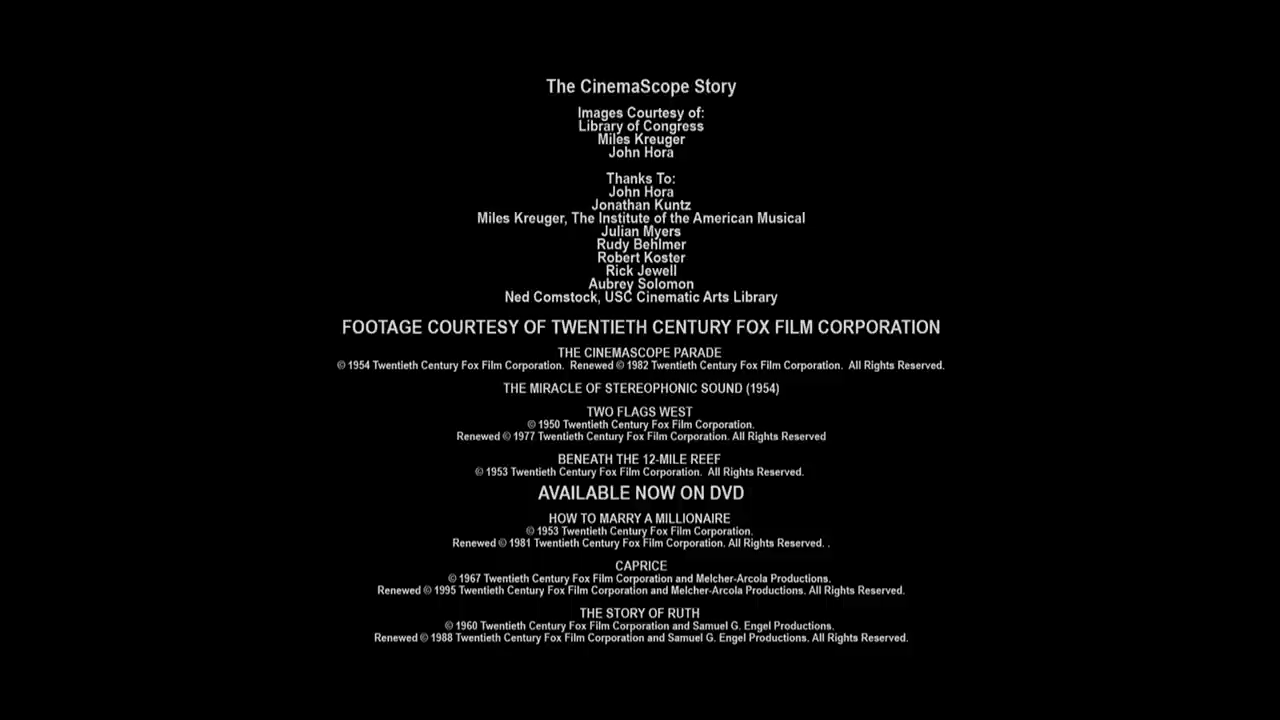 The CinemaScope Story
Images Courtesy of:
Library of Congress
Miles Kreuger
John Hora
Thanks To:
John Hora
Jonathan Kuntz
Miles Kreuger, The Institute of the American Musical
Julian Myers
Rudy Behlmer
Robert Koster
Rick Jewell
Aubrey Solomon
Ned Comstock, USC Cinematic Arts Library
FOOTAGE COURTESY OF TWENTIETH CENTURY FOX FILM CORPORATION
THE CINEMASCOPE PARADE
© 1954 Twentieth Century Fox Film Corporation.  Renewed © 1982 Twentieth Century Fox Film Corporation.  All Rights Reserved.
THE MIRACLE OF STEREOPHONIC SOUND (1954)
TWO FLAGS WEST
© 1950 Twentieth Century Fox Film Corporation.
Renewed © 1977 Twentieth Century Fox Film Corporation. All Rights Reserved
BENEATH THE 12-MILE REEF
© 1953 Twentieth Century Fox Film Corporation.  All Rights Reserved.
AVAILABLE NOW ON DVD
HOW TO MARRY A MILLIONAIRE
© 1953 Twentieth Century Fox Film Corporation.
Renewed © 1981 Twentieth Century Fox Film Corporation. All Rights Reserved. .
CAPRICE
© 1967 Twentieth Century Fox Film Corporation and Melcher-Arcola Productions.
Renewed © 1995 Twentieth Century Fox Film Corporation and Melcher-Arcola Productions. All Rights Reserved.
THE STORY OF RUTH
© 1960 Twentieth Century Fox Film Corporation and Samuel G. Engel Productions.
Renewed © 1988 Twentieth Century Fox Film Corporation and Samuel G. Engel Productions. All Rights Reserved.